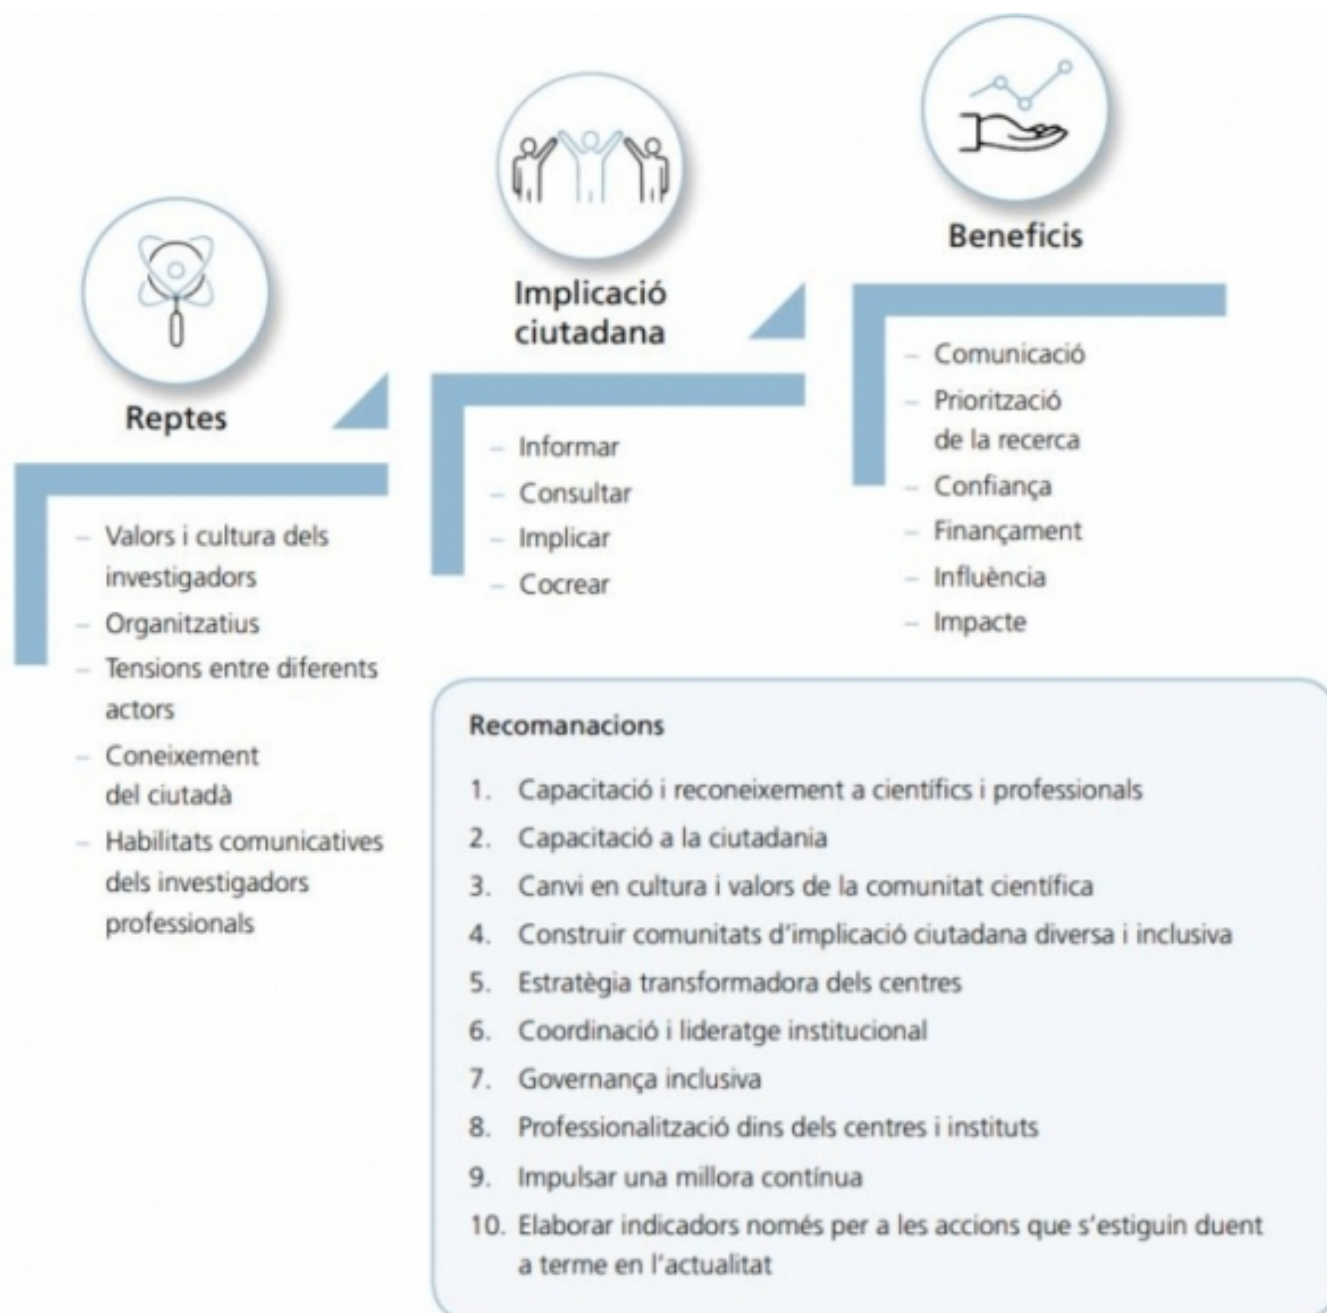 Reptes
– Valors i cultura dels
investigadors
– Organitzatius
– Tensions entre diferents
actors
– Coneixement
del ciutadà
– Habilitats comunicatives
dels investigadors
professionals
Implicació
ciutadana
– Informar
– Consultar
– Implicar
– Cocrear
Beneficis
– Comunicació
– Priorització
de la recerca
– Confiança
– Finançament
– Influència
– Impacte
Recomanacions
1. Capacitació i reconeixement a científics i professionals
2. Capacitació a la ciutadania
3. Canvi en cultura i valors de la comunitat científica
4. Construir comunitats d'implicació ciutadana diversa i inclusiva
5. Estratègia transformadora dels centres
6. Coordinació i lideratge institucional
7. Governança inclusiva
8. Professionalització dins dels centres i instituts
9. Impulsar una millora contínua
10. Elaborar indicadors només per a les accions que s'estiguin duent
a terme en l'actualitat